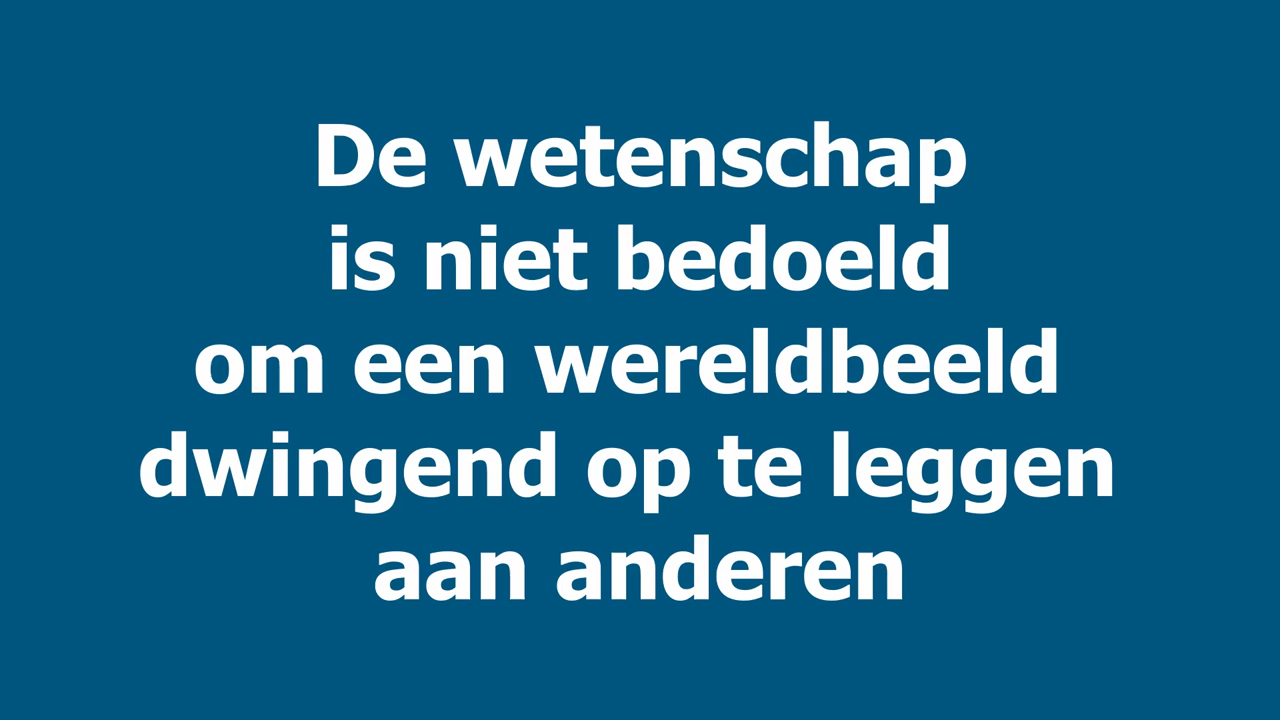 De wetenschap
is niet bedoeld
om een wereldbeeld
dwingend op te leggen
aan anderen